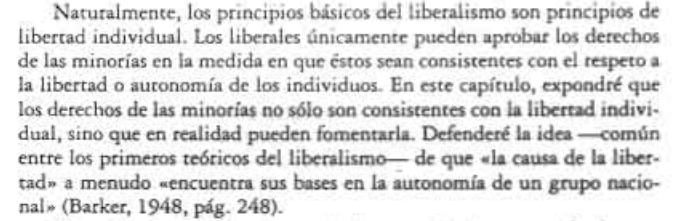 Naturalmente, los principios básicos del liberalismo son principios de
libertad individual. Los liberales únicamente pueden aprobar los derechos
de las minorías en la medida en que éstos sean consistentes con el respeto a
la libertad o autonomía de los individuos. En este capítulo, expondré que
los derechos de las minorías no sólo son consistentes con la libertad indivi-
dual, sino que en realidad pueden fomentarla. Defenderé la idea —común
entre los primeros teóricos del liberalismo— de que «la causa de la liber-
tad» a menudo «encuentra sus bases en la autonomía de un grupo nacio-
nal» (Barker, 1948, pág. 248).